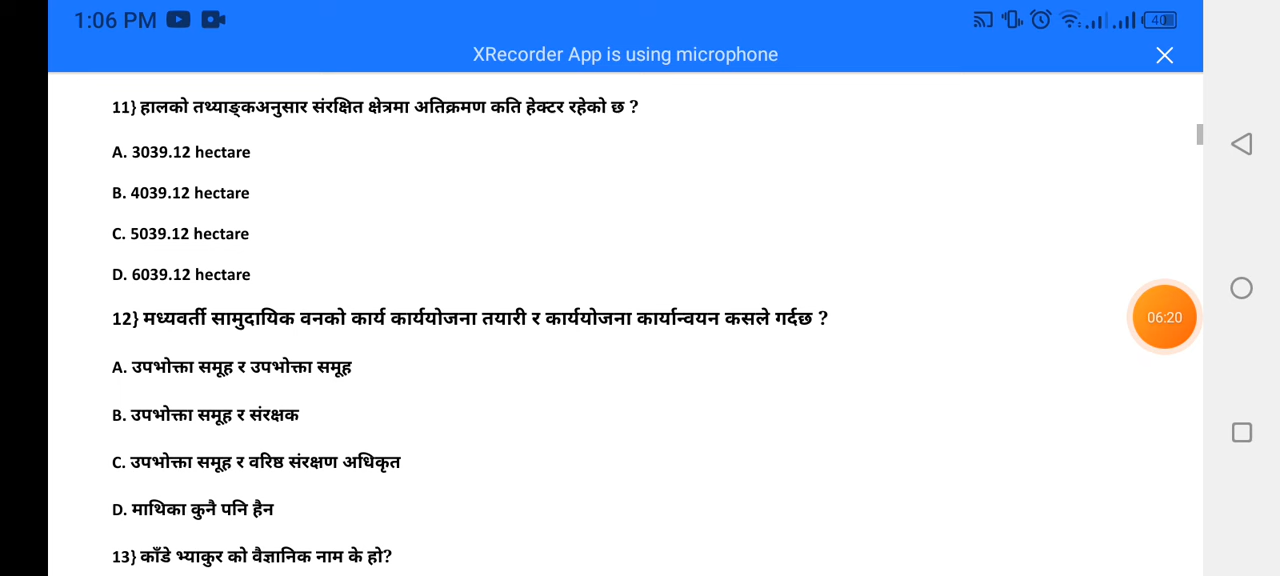 1:06 PM
40
XRecorder App is using microphone
11} हालको तथ्याङ्कअनुसार संरक्षित क्षेत्रमा अतिक्रमण कति हेक्टर रहेको छ ?
A. 3039.12 hectare
B. 4039.12 hectare
C. 5039.12 hectare
D. 6039.12 hectare
12} मध्यवर्ती सामुदायिक वनको कार्य कार्ययोजना तयारी र कार्ययोजना कार्यान्वयन कसले गर्दछ ?
06:20
A. उपभोक्ता समूह र उपभोक्ता समूह
B. उपभोक्ता समूह र संरक्षक
C. उपभोक्ता समूह र वरिष्ठ संरक्षण अधिकृत
D. माथिका कुनै पनि हैन
13} काँडे भ्याकुर को वैज्ञानिक नाम के हो?